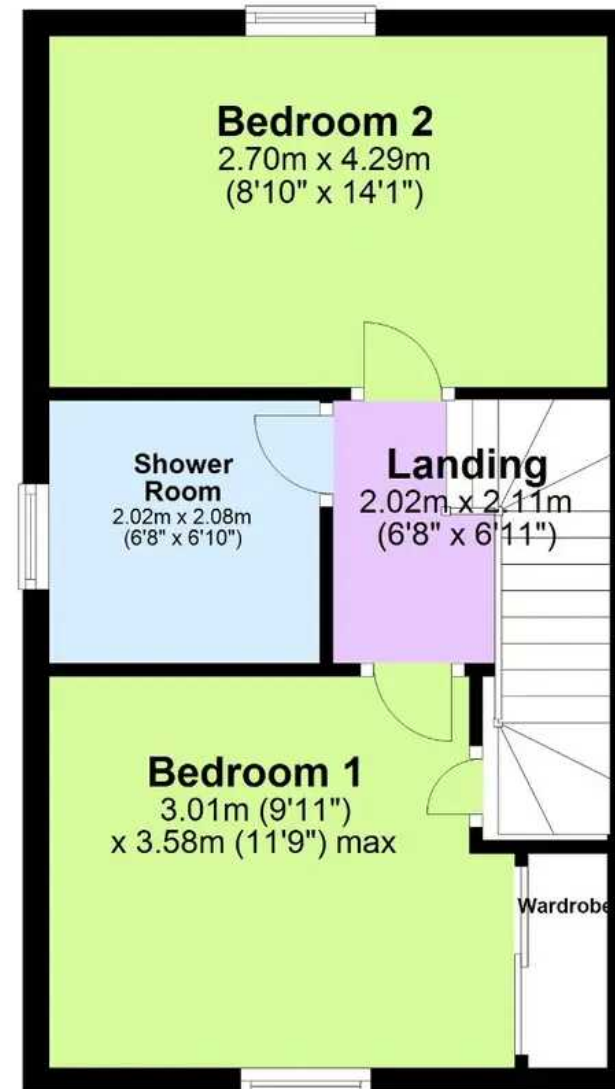 Bedroom 2
2.70m x 4.29m
(8'10" x 14'1")
Shower
Room
2.02m x 2.08m
(6'8" x 6'10")
Landing
2.02m x 2.11m
(6'8" x 6'11")
Bedroom 1
3.01m (9'11")
x 3.58m (11'9") max
Wardrobe